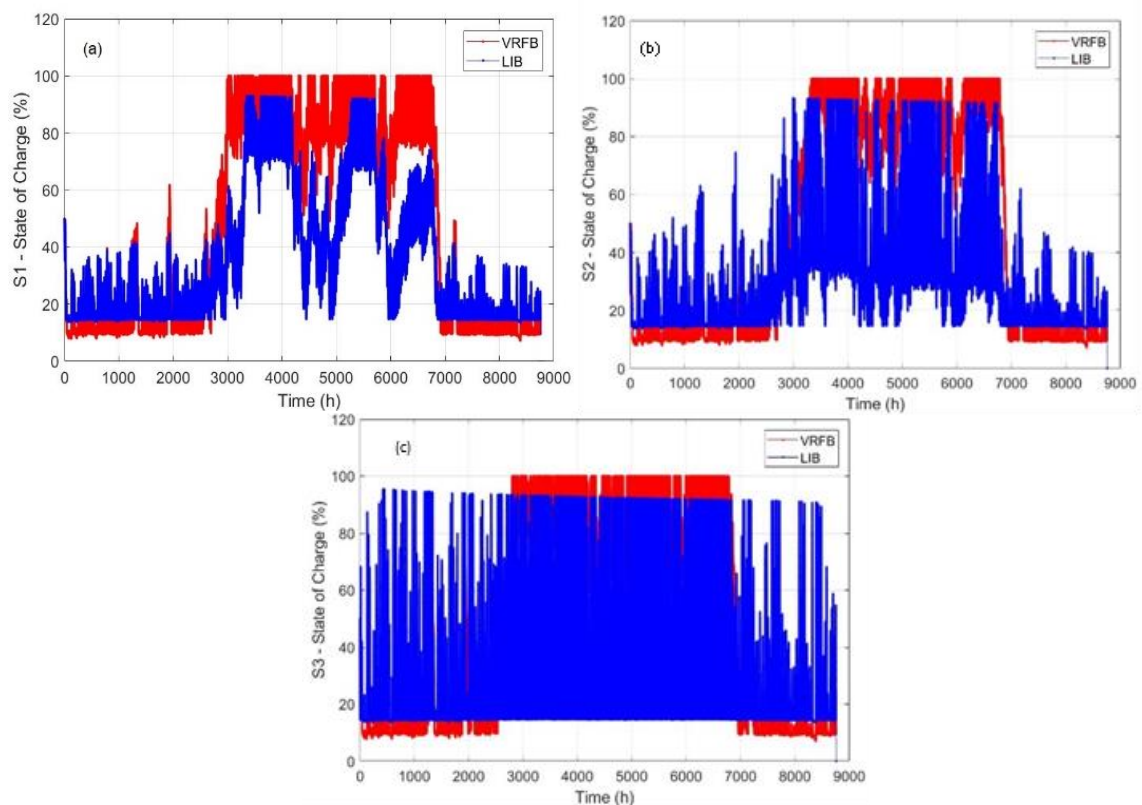 (a)
VRFB
LIB
S1 - State of Charge (%)
120
100
80
60
40
20
0
0 1000 2000 3000 4000 5000 6000 7000 8000 9000
Time (h)
(b)
VRFB
LIB
S2 - State of Charge (%)
120
100
80
60
40
20
0
0 1000 2000 3000 4000 5000 6000 7000 8000 9000
Time (h)
(c)
VRFB
LIB
S3 - State of Charge (%)
120
100
80
60
40
20
0
0 1000 2000 3000 4000 5000 6000 7000 8000 9000
Time (h)